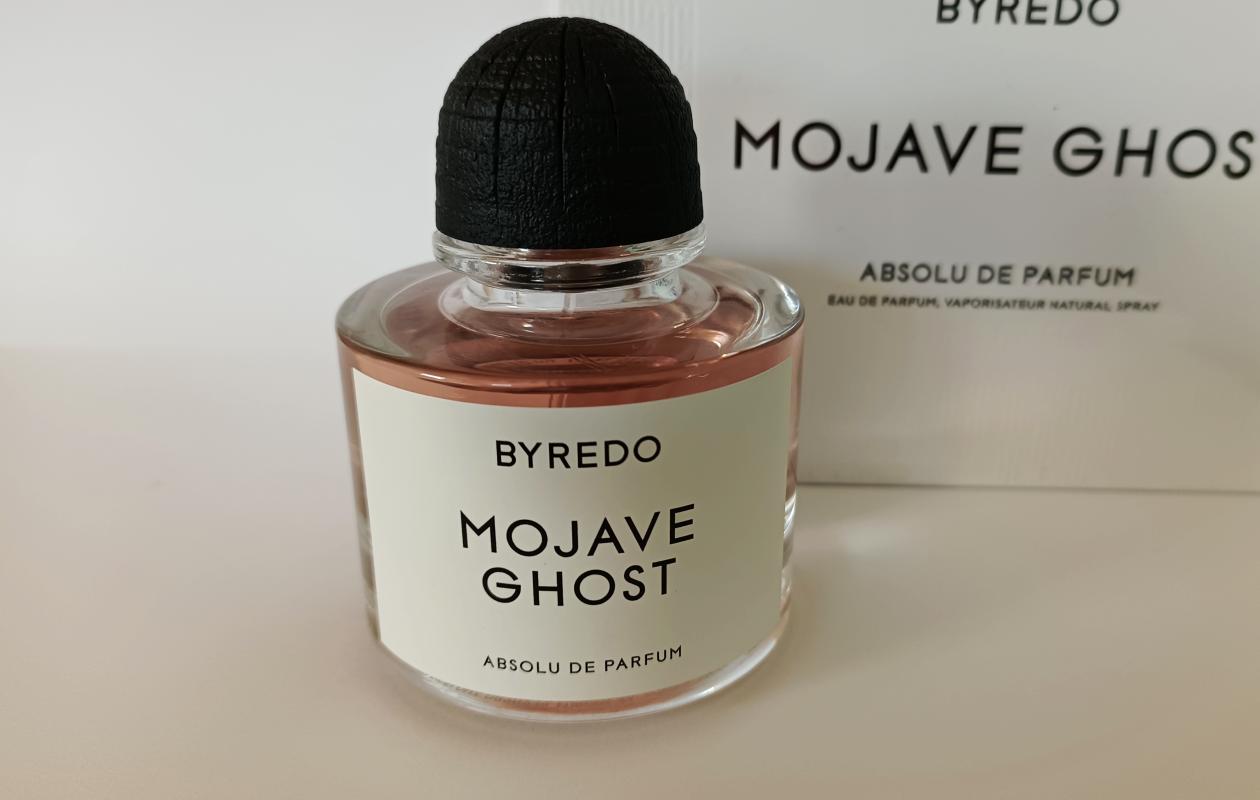 BYREDO
MOJAVE
GHOST
ABSOLU DE PARFUM
BYREDO
MOJAVE GHOS
ABSOLU DE PARFUM
EAU DE PARFUM, VAPORISATEUR NATURAL SPRAY